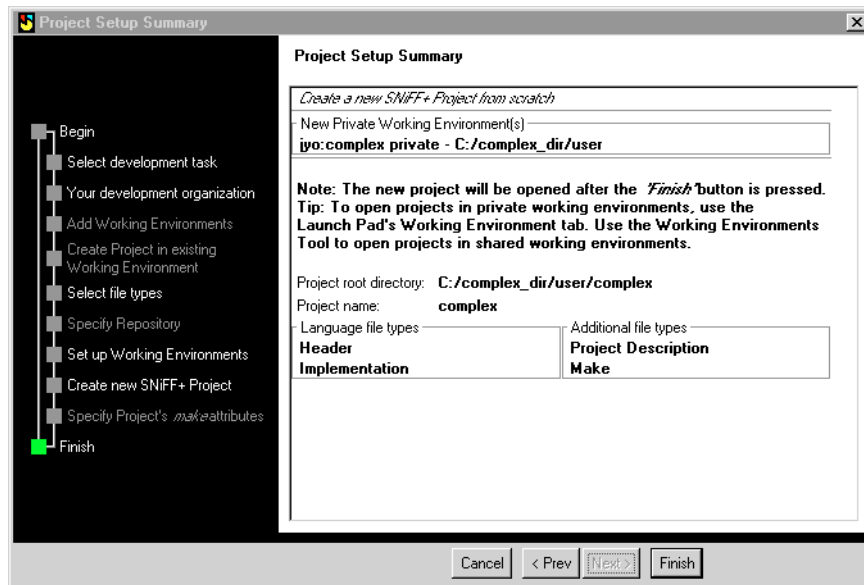 Project Setup Summary
Project Setup Summary
Begin
Select development task
Your development organization
Add Working Environments
Create Project in existing
Working Environment
Select file types
Specify Repository
Set up Working Environments
Create new SNiFF+ Project
Specify Project's make attributes
Finish
Create a new SNiFF+ Project from scratch
New Private Working Environment(s)
jyo:complex private - C:/complex_dir/user
Note: The new project will be opened after the 'Finish' button is pressed.
Tip: To open projects in private working environments, use the
Launch Pad's Working Environment tab. Use the Working Environments
Tool to open projects in shared working environments.
Project root directory: C:/complex_dir/user/complex
Project name: complex
Language file types
Header
Implementation
Additional file types
Project Description
Make
Cancel < Prev Next > Finish